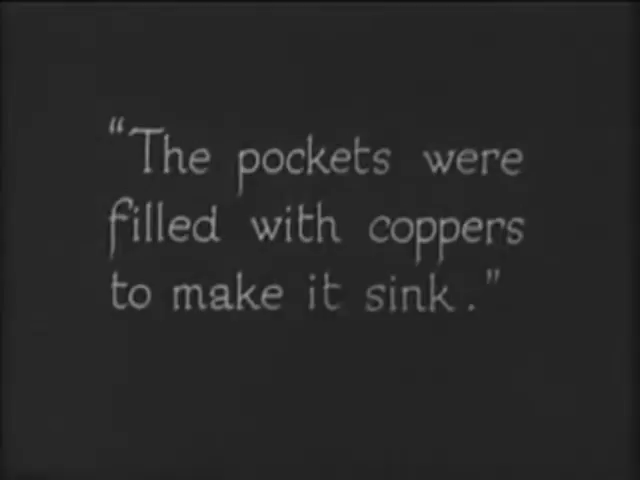 “The pockets were
filled with coppers
to make it sink.”